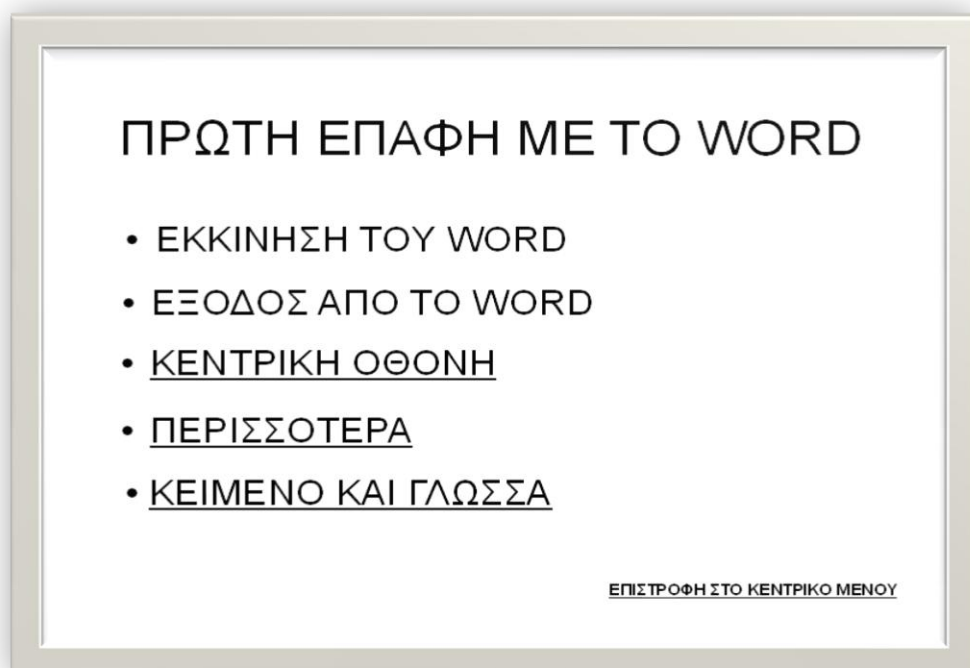 ΠΡΩΤΗ ΕΠΑΦΗ ΜΕ ΤΟ WORD
• ΕΚΚΙΝΗΣΗ ΤΟΥ WORD
• ΕΞΟΔΟΣ ΑΠΟ ΤΟ WORD
• ΚΕΝΤΡΙΚΗ ΟΘΟΝΗ
• ΠΕΡΙΣΣΟΤΕΡΑ
• ΚΕΙΜΕΝΟ ΚΑΙ ΓΛΩΣΣΑ
ΕΠΙΣΤΡΟΦΗ ΣΤΟ ΚΕΝΤΡΙΚΟ ΜΕΝΟΥ